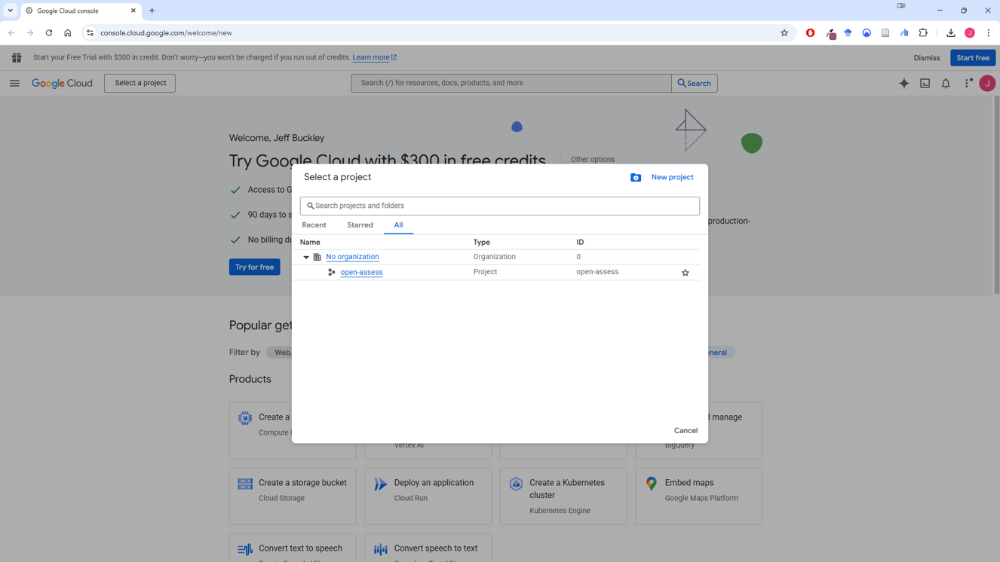 Google Cloud console
console.cloud.google.com/welcome/new
J
Start your Free Trial with $300 in credit. Don't worry—you won't be charged if you run out of credits. Learn more
Dismiss
Start free
Google Cloud
Select a project
Search (/) for resources, docs, products, and more
Search
J
Welcome, Jeff Buckley
Try Google Cloud with $300 in free credits
Other options
Access to G
90 days to s
production-
No billing du
Try for free
Select a project
New project
Search projects and folders
Recent
Starred
All
Name
Type
ID
No organization
Organization
0
open-assess
Project
open-assess
Cancel
Popular get
Filter by
Web,
eneral
Products
Create a
Compute
d manage
Vertex AI
BigQuery
Create a storage bucket
Cloud Storage
Deploy an application
Cloud Run
Create a Kubernetes
cluster
Kubernetes Engine
Embed maps
Google Maps Platform
Convert text to speech
Convert speech to text